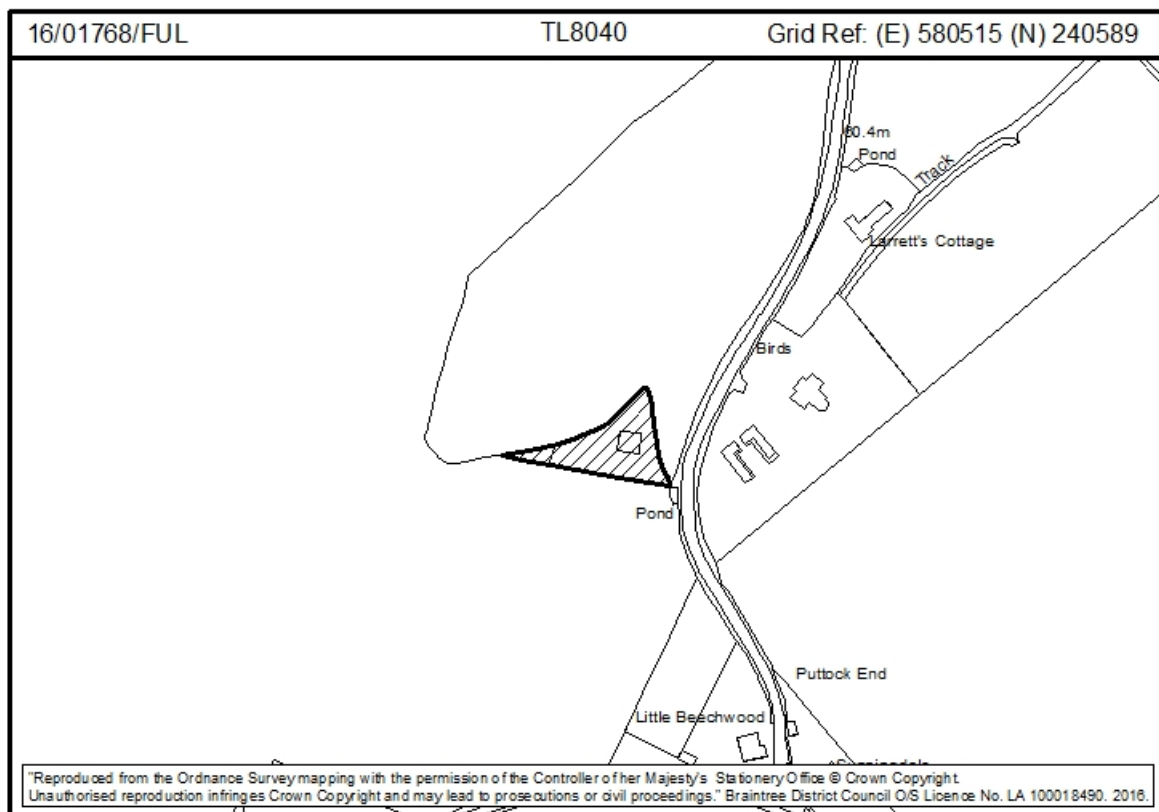 16/01768/FUL TL8040 Grid Ref: (E) 580515 (N) 240589
60.4m
Pond
Track
Larrett's Cottage
Birds
Pond
Puttock End
Little Beechwood
"Reproduced from the Ordnance Survey mapping with the permission of the Controller of her Majesty's Stationery Office © Crown Copyright.
Unauthorised reproduction infringes Crown Copyright and may lead to prosecutions or civil proceedings." Braintree District Council O/S Licence No. LA 100018490. 2016.